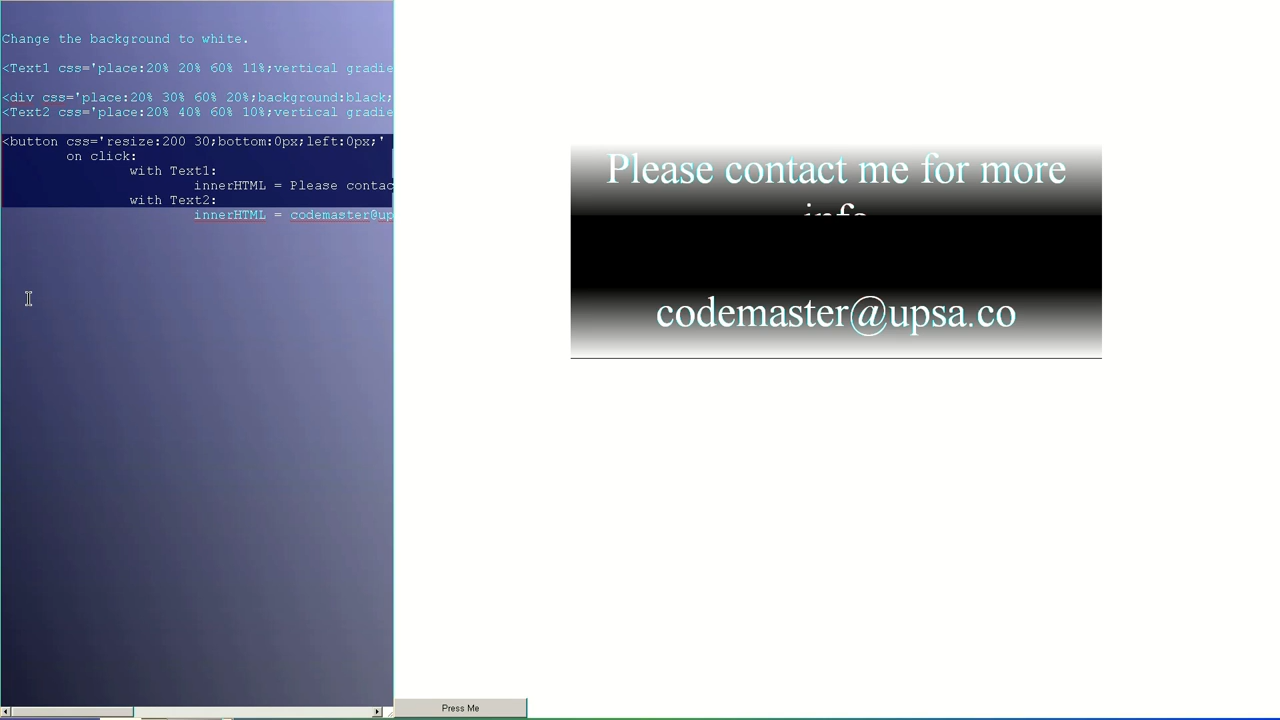 Change the background to white.
<Text1 css='place:20% 20% 60% 11%;vertical gradie
<div css='place:20% 30% 60% 20%;background:black;
<Text2 css='place:20% 40% 60% 10%;vertical gradie
<button css='resize:200 30;bottom:0px;left:0px;'
on click:
with Text1:
innerHTML = Please contac
with Text2:
innerHTML = codemaster@up
Please contact me for more
info
codemaster@upsa.co
Press Me